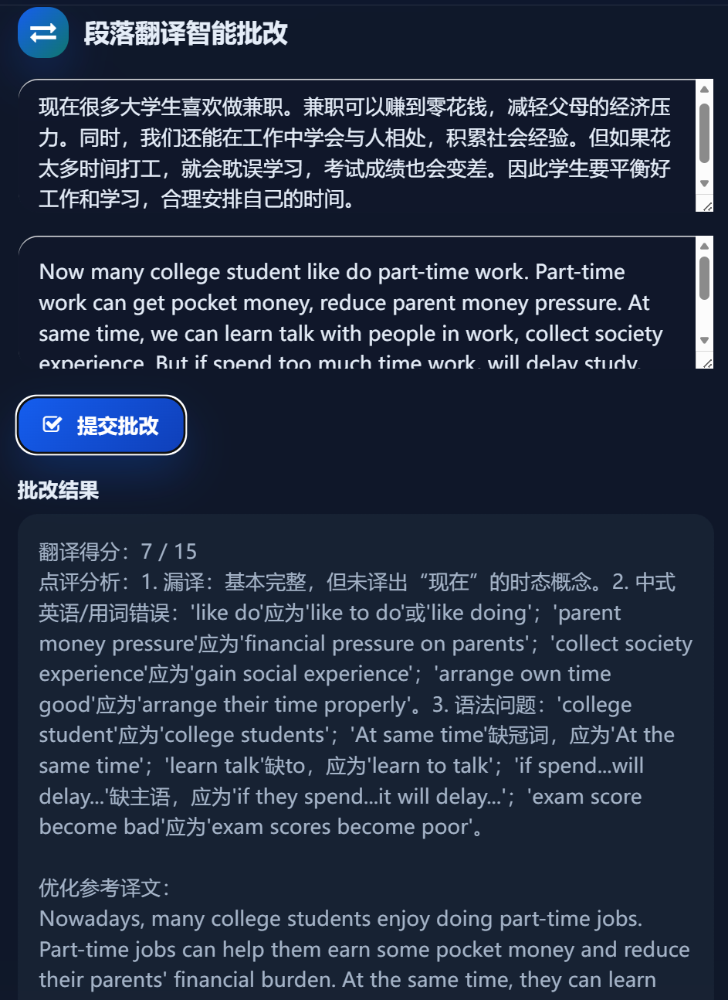 段落翻译智能批改
现在很多大学生喜欢做兼职。兼职可以赚到零花钱，减轻父母的经济压
力。同时，我们还能在工作中学会与人相处，积累社会经验。但如果花
太多时间打工，就会耽误学习，考试成绩也会变差。因此学生要平衡好
工作和学习，合理安排自己的时间。
Now many college student like do part-time work. Part-time
work can get pocket money, reduce parent money pressure. At
same time, we can learn talk with people in work, collect society
experience. But if spend too much time work, will delay study,
提交批改
批改结果
翻译得分：7 / 15
点评分析：1. 漏译：基本完整，但未译出“现在”的时态概念。2. 中式
英语/用词错误：'like do'应为'like to do'或'like doing'；'parent
money pressure'应为'financial pressure on parents'；'collect society
experience'应为'gain social experience'；'arrange own time
good'应为'arrange their time properly'。3. 语法问题：'college
student'应为'college students'；'At same time'缺冠词，应为'At the
same time'；'learn talk'缺to，应为'learn to talk'；'if spend...will
delay...'缺主语，应为'if they spend...it will delay...'；'exam score
become bad'应为'exam scores become poor'。
优化参考译文：
Nowadays, many college students enjoy doing part-time jobs.
Part-time jobs can help them earn some pocket money and reduce
their parents' financial burden. At the same time, they can learn